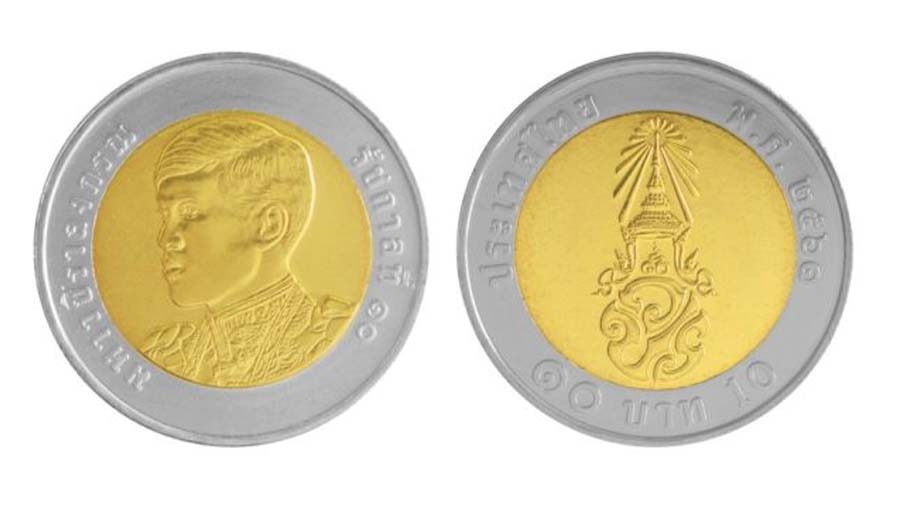 มหาวชิราลงกรณ
รัชกาลที่ ๑๐
ประเทศไทย
พ.ศ. ๒๕๖๑
๑๐ บาท 10